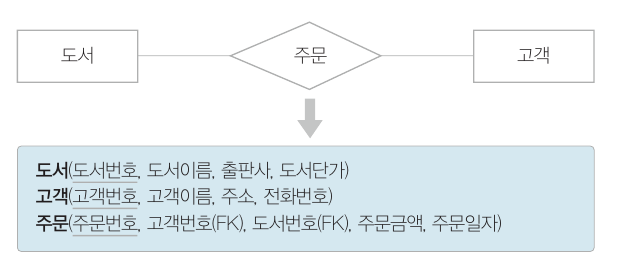 도서 주문 고객
도서(도서번호, 도서이름, 출판사, 도서단가)
고객(고객번호, 고객이름, 주소, 전화번호)
주문(주문번호, 고객번호(FK), 도서번호(FK), 주문금액, 주문일자)